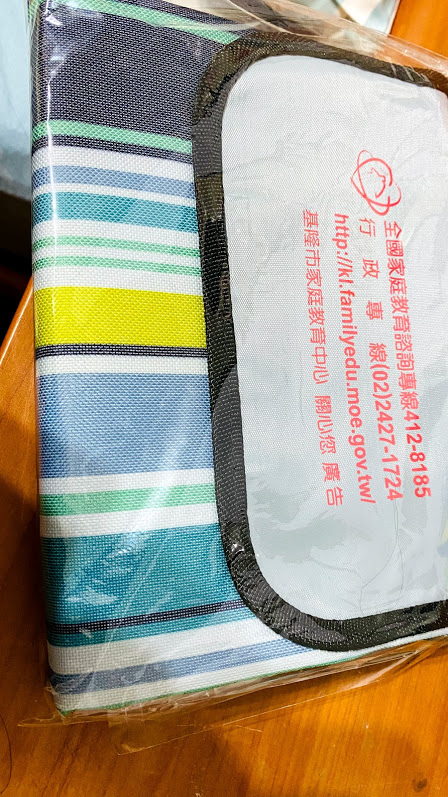 全國家庭教育諮詢專線412-8185
行政專線(02)2427-1724
http://kl.familyedu.moe.gov.tw/
基隆市家庭教育中心 關心您 廣告